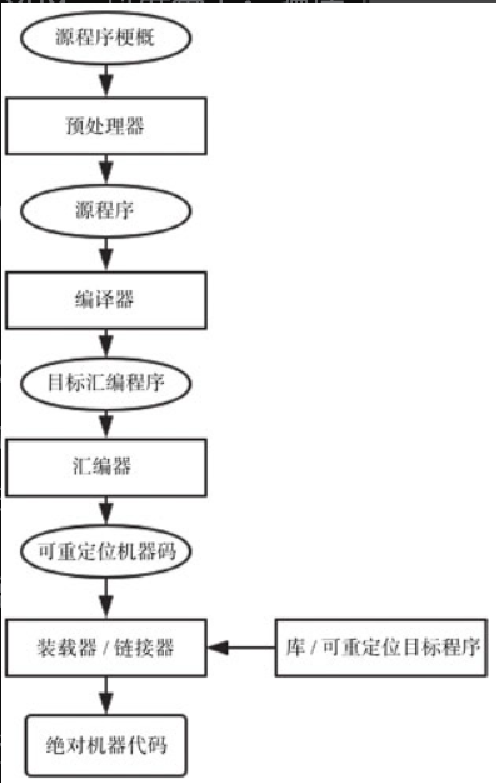 源程序梗概
预处理器
源程序
编译器
目标汇编程序
汇编器
可重定位机器码
装载器 / 链接器
库 / 可重定位目标程序
绝对机器代码